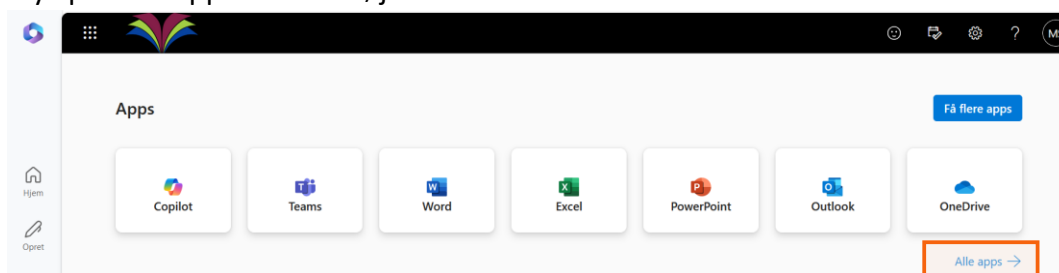 ?
Apps
Få flere apps
Copilot
Teams
Word
Excel
PowerPoint
Outlook
OneDrive
Hjem
Opret
Alle apps →